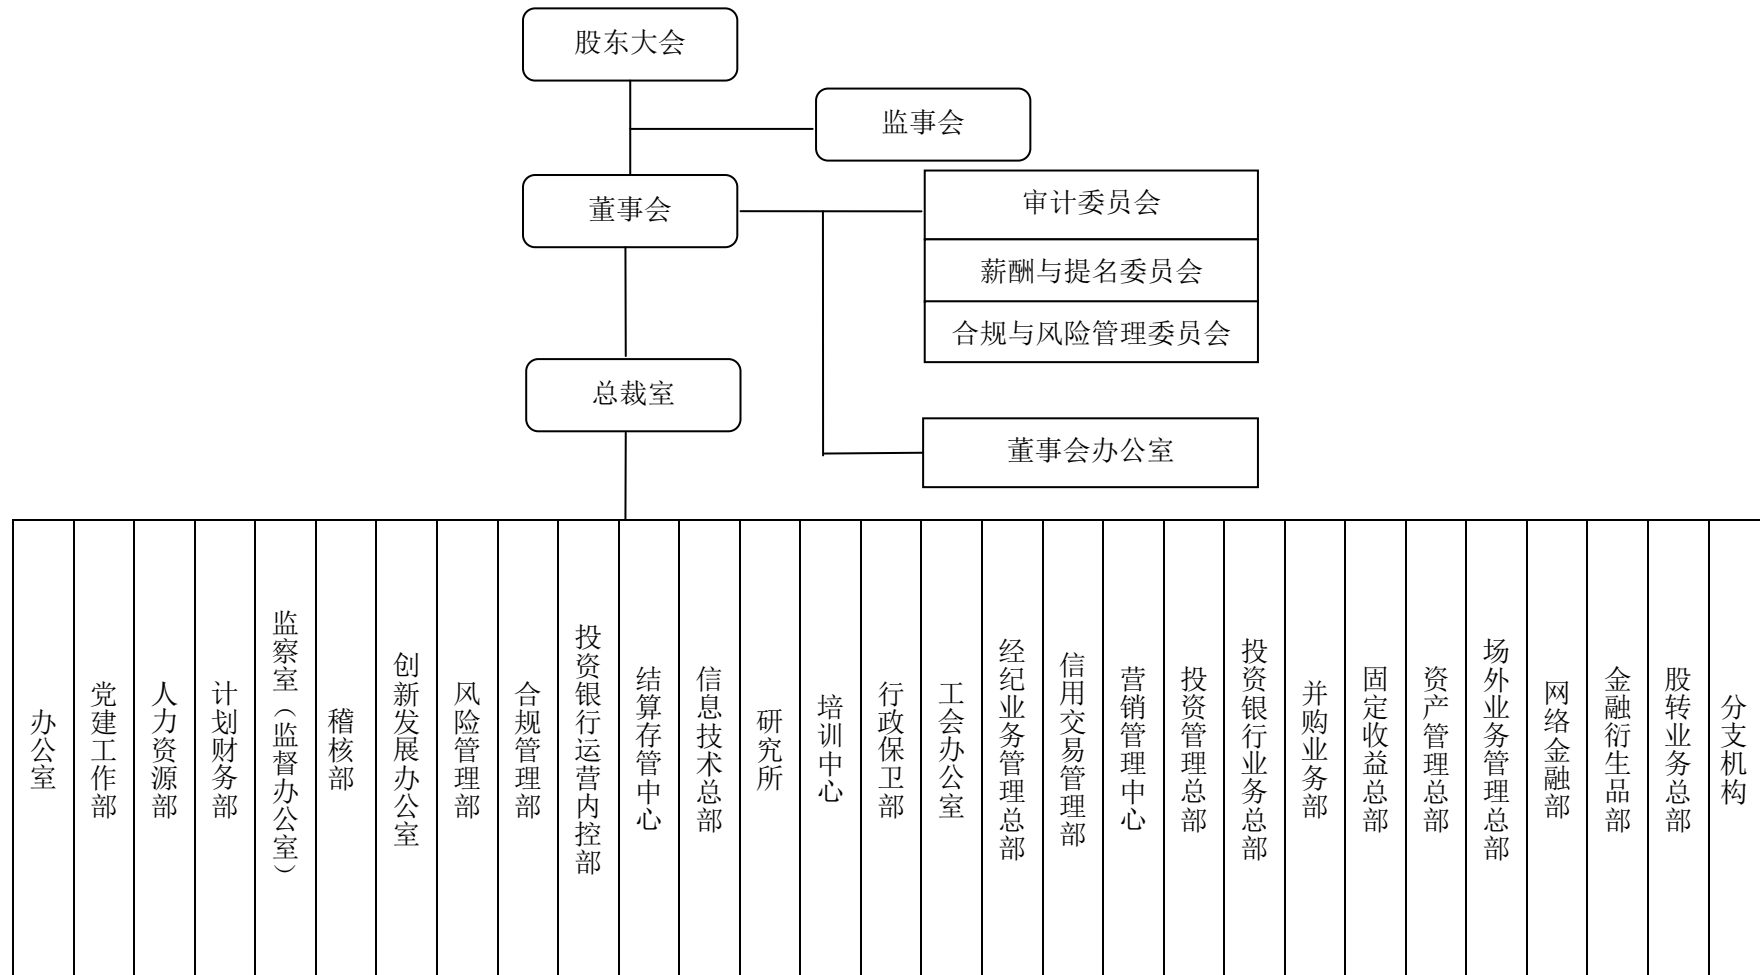 股东大会
监事会
董事会
审计委员会
薪酬与提名委员会
合规与风险管理委员会
总裁室
董事会办公室
办公室
党建工作部
人力资源部
计划财务部
监察室（监督办公室）
稽核部
创新发展办公室
风险管理部
合规管理部
投资银行运营内控部
结算存管中心
信息技术总部
研究所
培训中心
行政保卫部
工会办公室
经纪业务管理总部
信用交易管理部
营销管理中心
投资管理总部
投资银行业务总部
并购业务部
固定收益总部
资产管理总部
场外业务管理总部
网络金融部
金融衍生品部
股转业务总部
分支机构